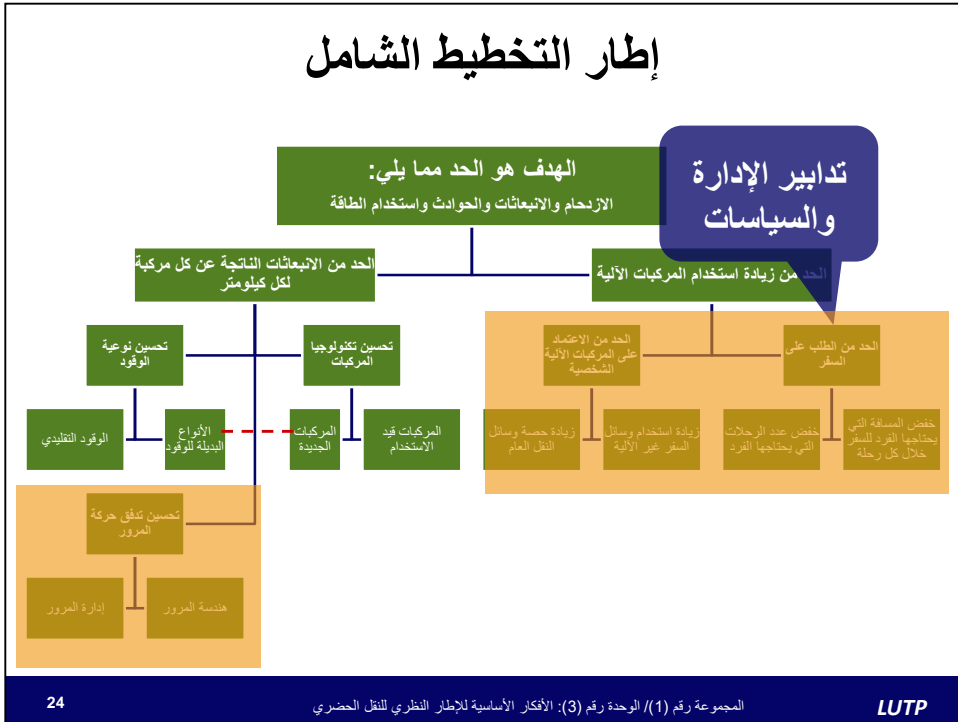 إطار التخطيط الشامل
الهدف هو الحد مما يلي:
الازدحام والانبعاثات والحوادث واستخدام الطاقة
تدابير الإدارة
والسياسات
الحد من زيادة استخدام المركبات الآلية
الحد من الانبعاثات الناتجة عن كل مركبة
لكل كيلومتر
الحد من الطلب على
السفر
الحد من الاعتماد
على المركبات الآلية
الشخصية
تحسين تكنولوجيا
المركبات
تحسين نوعية
الوقود
خفض المسافة التي
يحتاجها الفرد للسفر
خلال كل رحلة
خفض عدد الرحلات
التي يحتاجها الفرد
زيادة استخدام وسائل
السفر غير الآلية
زيادة حصة وسائل
النقل العام
المركبات قيد
الاستخدام
المركبات
الجديدة
الأنواع
البديلة للوقود
الوقود التقليدي
تحسين تدفق حركة
المرور
هندسة المرور
إدارة المرور
LUTP
المجموعة رقم (1)/ الوحدة رقم (3): الأفكار الأساسية للإطار النظري للنقل الحضري
24